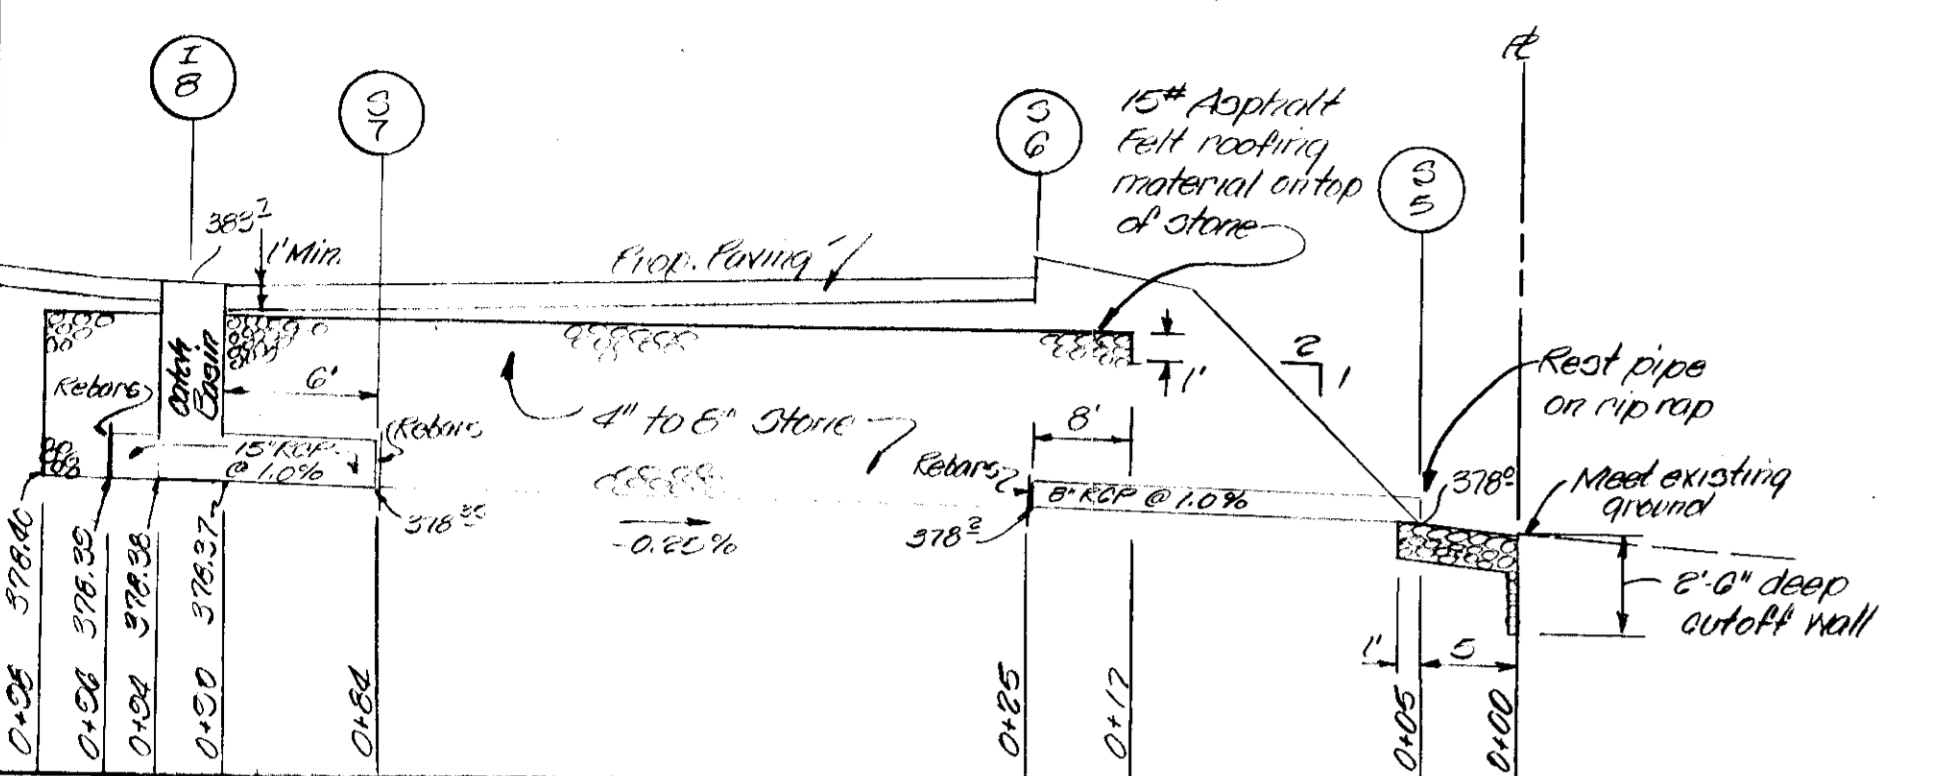 I
8
S
7
S
6
S
5
15# Asphalt
Felt roofing
material on top
of stone
383 7
1' Min.
Prop. Paving
Catch
Basin
Rebars
6'
4" to 8" Stone
Rebars
15" RCP
@ 1.0%
1'
8'
2
1
Rest pipe
on rip rap
Rebars
8" RCP @ 1.0%
378 0
Meet existing
ground
378 2
-0.25%
2'-6" deep
cutoff wall
1'
5
0+98 378.40
0+96 378.39
0+94 378.38
0+90 378.37
0+84
0+25
0+17
0+05
0+00